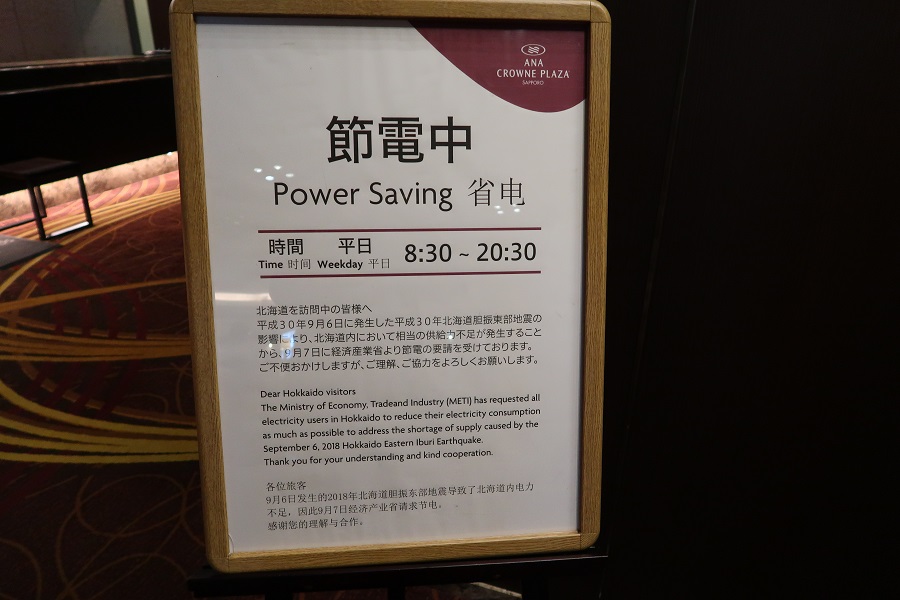 ANA
CROWNE PLAZA
SAPPORO
節電中
Power Saving 省电
時間 平日 8:30 ~ 20:30
Time 时间 Weekday 平日
北海道を訪問中の皆様へ
平成30年9月6日に発生した平成30年北海道胆振東部地震の
影響により、北海道内において相当の供給力不足が発生すること
から、9月7日に経済産業省より節電の要請を受けております。
ご不便おかけしますが、ご理解、ご協力をよろしくお願いします。
Dear Hokkaido visitors
The Ministry of Economy, Tradeand Industry (METI) has requested all
electricity users in Hokkaido to reduce their electricity consumption
as much as possible to address the shortage of supply caused by the
September 6, 2018 Hokkaido Eastern Iburi Earthquake.
Thank you for your understanding and kind cooperation.
各位旅客
9月6日发生的2018年北海道胆振东部地震导致了北海道内电力
不足，因此9月7日经济产业省请求节电。
感谢您的理解与合作。